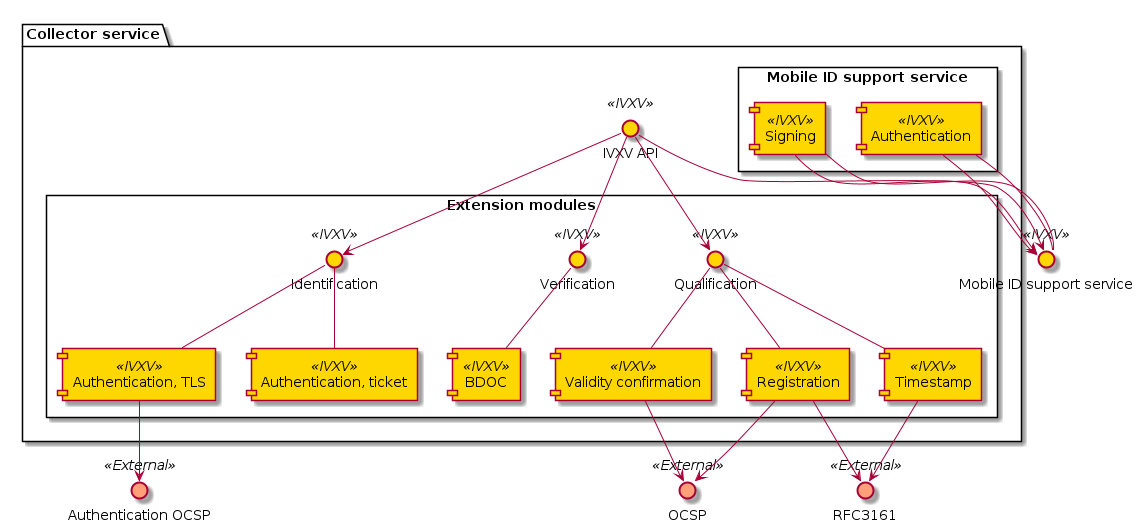 Collector service
Mobile ID support service
«IVXV»
Signing
«IVXV»
Authentication
«IVXV»
IVXV API
Extension modules
«IVXV»
Identification
«IVXV»
Verification
«IVXV»
Qualification
«IVXV»
Mobile ID support service
«IVXV»
Authentication, TLS
«IVXV»
Authentication, ticket
«IVXV»
BDOC
«IVXV»
Validity confirmation
«IVXV»
Registration
«IVXV»
Timestamp
«External»
Authentication OCSP
«External»
OCSP
«External»
RFC3161